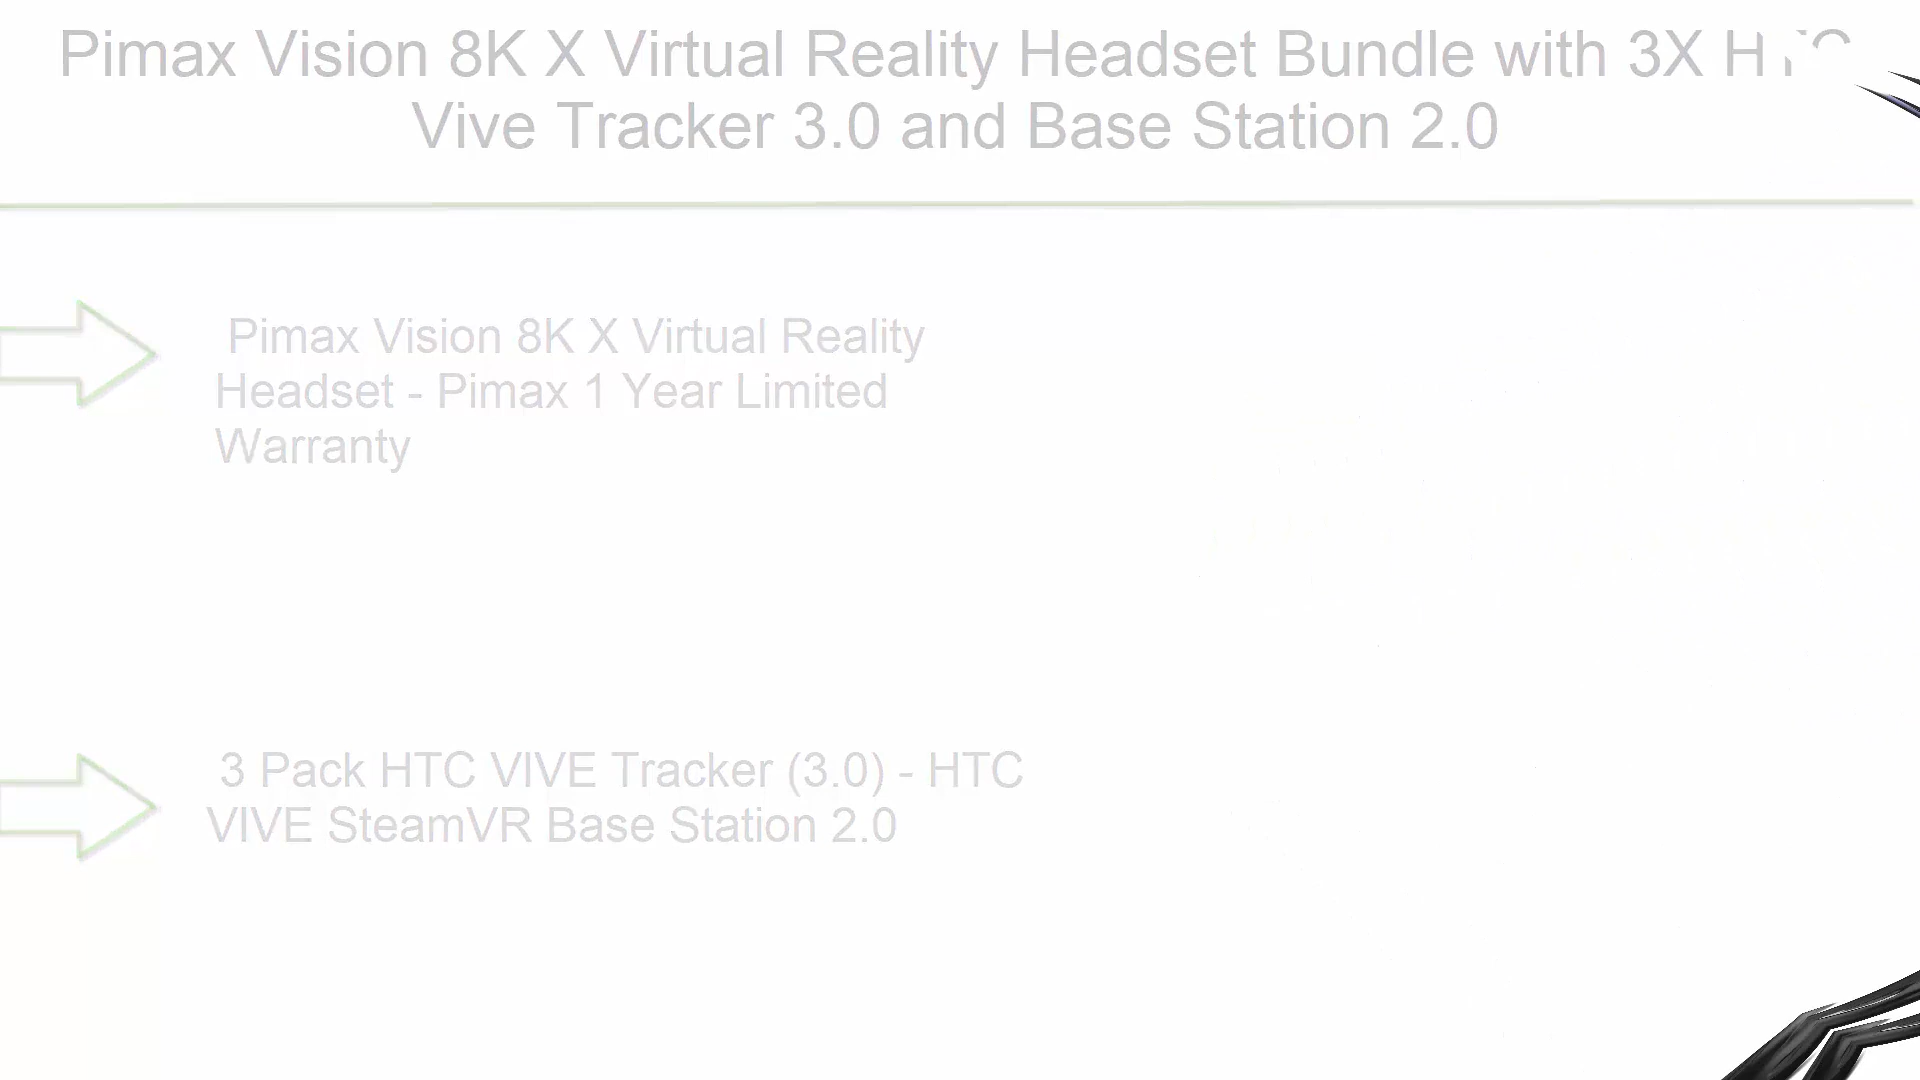 Pimax Vision 8K X Virtual Reality Headset Bundle with 3X HTC
Vive Tracker 3.0 and Base Station 2.0
Pimax Vision 8K X Virtual Reality
Headset - Pimax 1 Year Limited
Warranty
3 Pack HTC VIVE Tracker (3.0) - HTC
VIVE SteamVR Base Station 2.0